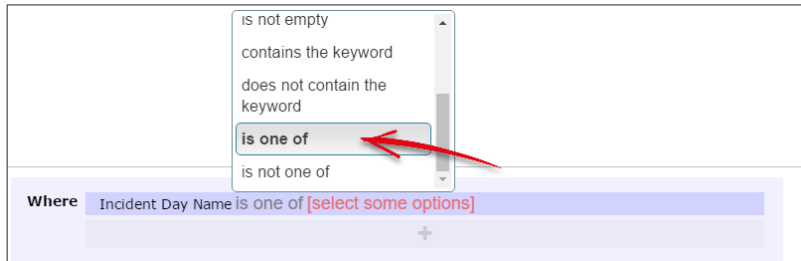 is not empty
contains the keyword
does not contain the
keyword
is one of
is not one of
Where Incident Day Name is one of [select some options]
+